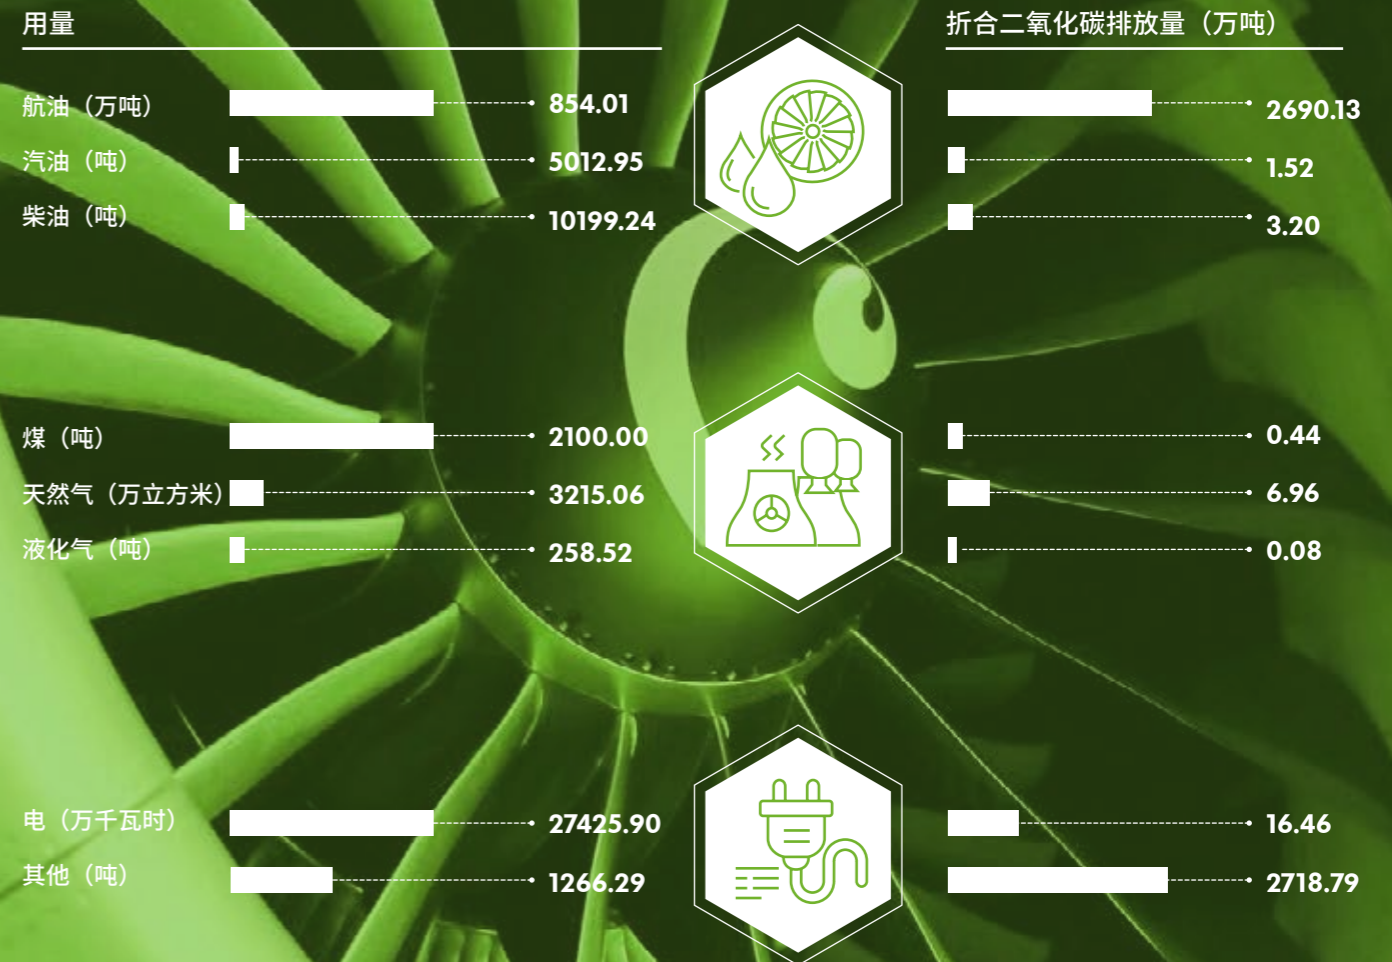 用量 折合二氧化碳排放量（万吨）
航油（万吨） 854.01 2690.13
汽油（吨） 5012.95 1.52
柴油（吨） 10199.24 3.20
煤（吨） 2100.00 0.44
天然气（万立方米） 3215.06 6.96
液化气（吨） 258.52 0.08
电（万千瓦时） 27425.90 16.46
其他（吨） 1266.29 2718.79